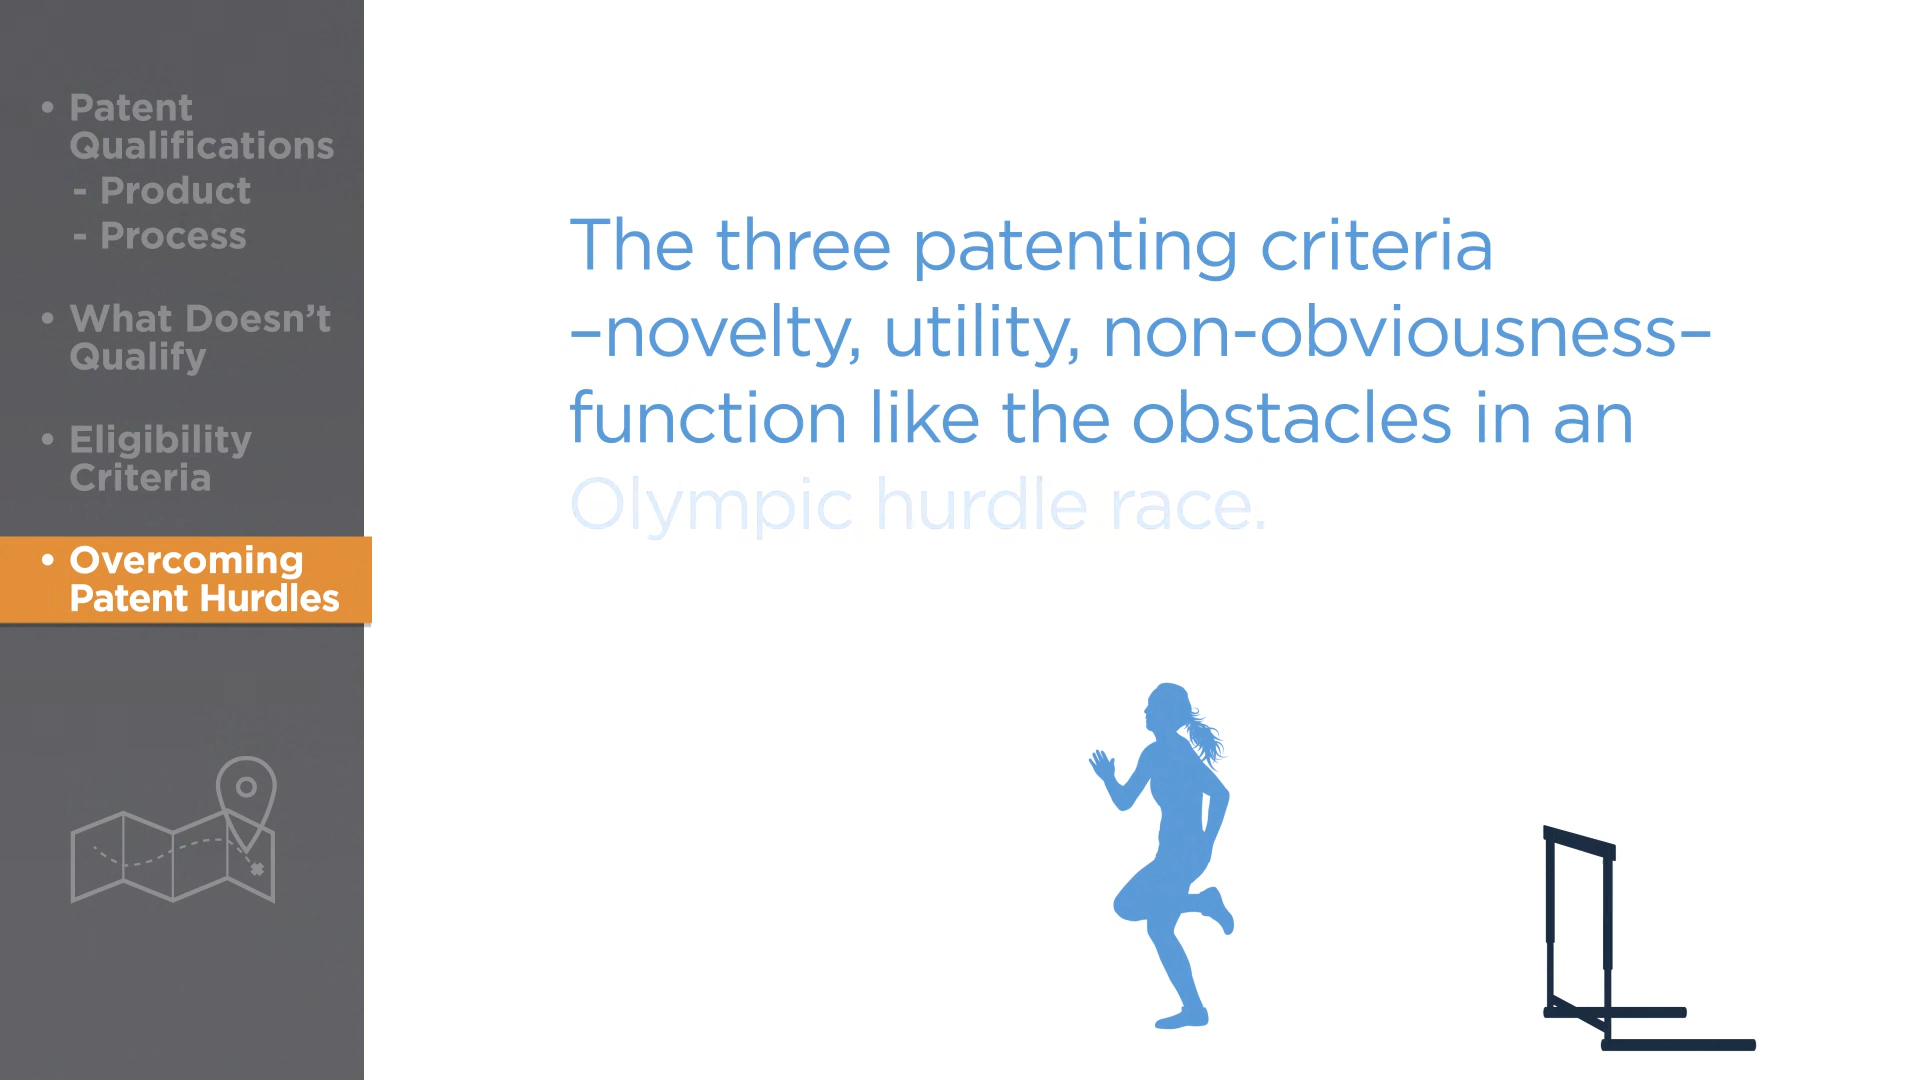 • Patent
Qualifications
- Product
- Process
• What Doesn’t
Qualify
• Eligibility
Criteria
• Overcoming
Patent Hurdles
The three patenting criteria
–novelty, utility, non-obviousness–
function like the obstacles in an
Olympic hurdle race.